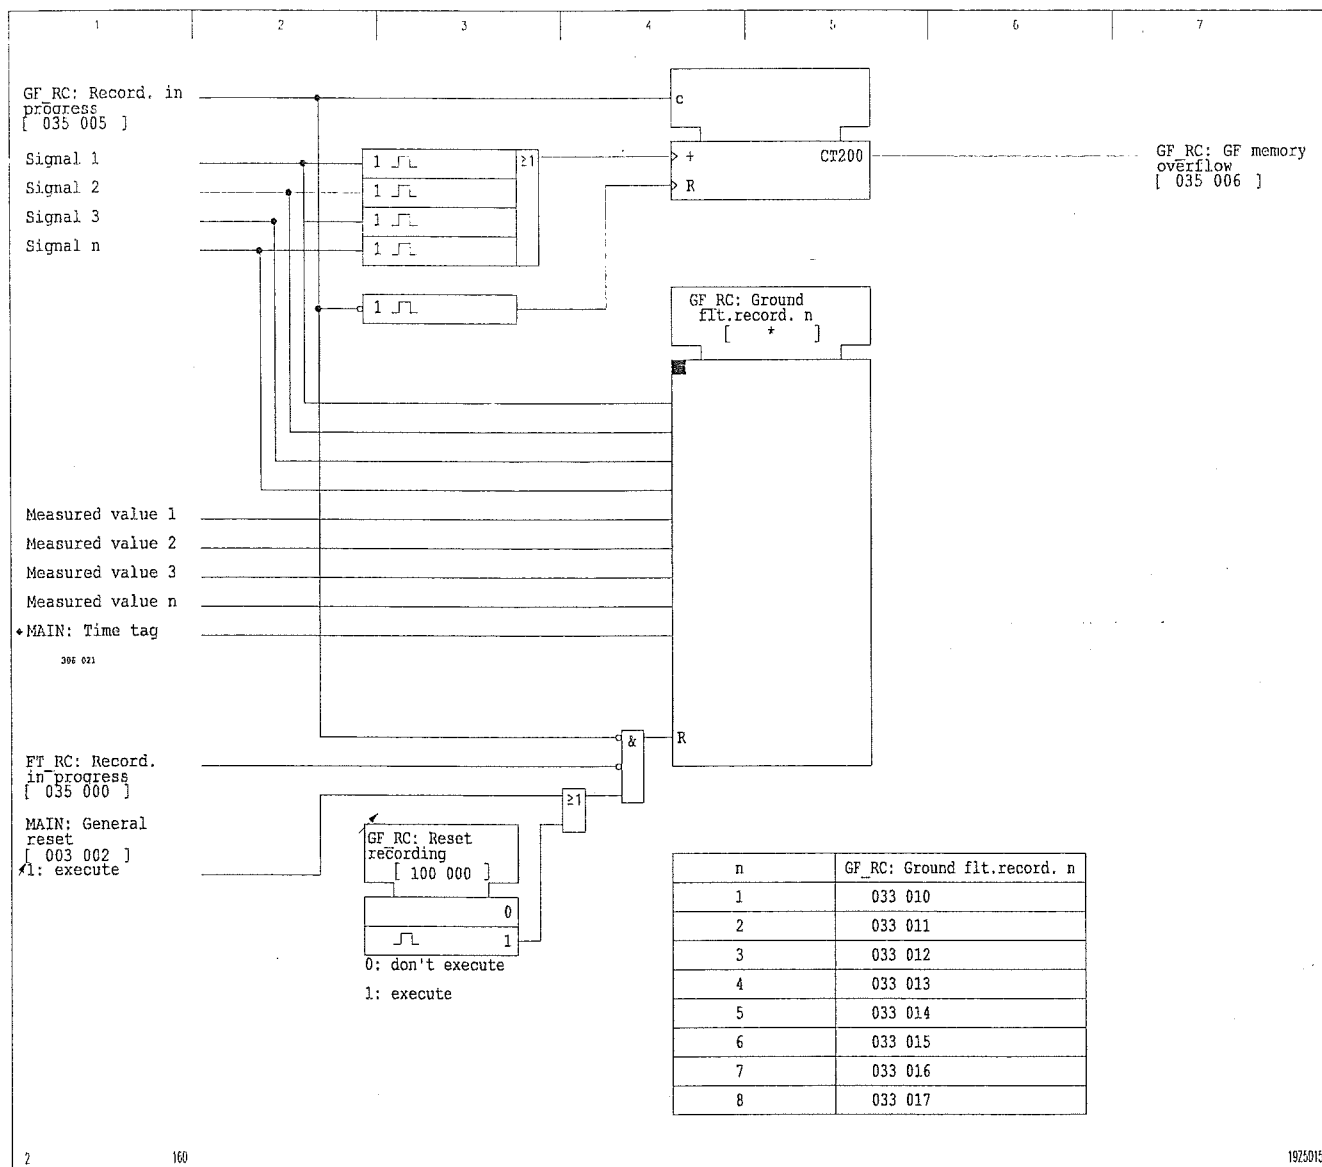 1 2 3 4 5 6 7
GF_RC: Record. in
progress
[ 035 005 ]
c
Signal 1
Signal 2
Signal 3
Signal n
1
1
1
1
≥1
+
CT200
R
GF_RC: GF memory
overflow
[ 035 006 ]
1
GF_RC: Ground
flt.record. n
[ * ]
Measured value 1
Measured value 2
Measured value 3
Measured value n
MAIN: Time tag
306 021
&
R
FT_RC: Record.
in progress
[ 035 000 ]
≥1
MAIN: General
reset
[ 003 002 ]
1: execute
GF_RC: Reset
recording
[ 100 000 ]
0
1
0: don't execute
1: execute
n GF_RC: Ground flt.record. n
1 033 010
2 033 011
3 033 012
4 033 013
5 033 014
6 033 015
7 033 016
8 033 017
2 160
19Z5015